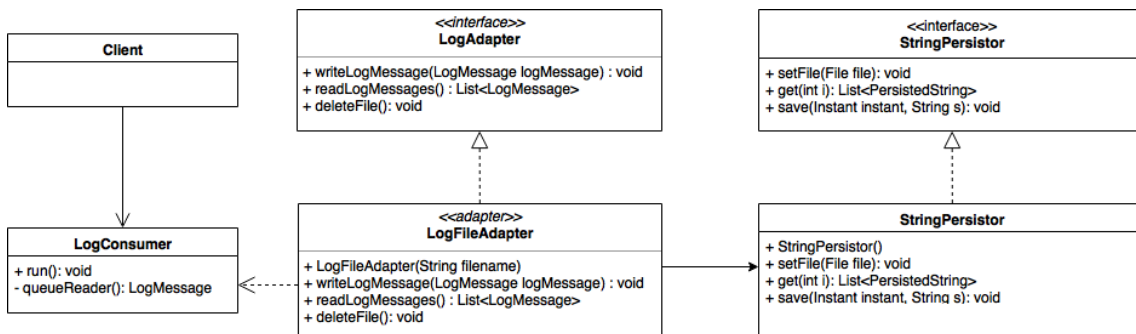 Client
<<interface>>
LogAdapter
+ writeLogMessage(LogMessage logMessage) : void
+ readLogMessages() : List<LogMessage>
+ deleteFile(): void
<<interface>>
StringPersistor
+ setFile(File file): void
+ get(int i): List<PersistedString>
+ save(Instant instant, String s): void
LogConsumer
+ run(): void
- queueReader(): LogMessage
<<adapter>>
LogFileAdapter
+ LogFileAdapter(String filename)
+ writeLogMessage(LogMessage logMessage) : void
+ readLogMessages() : List<LogMessage>
+ deleteFile(): void
StringPersistor
+ StringPersistor()
+ setFile(File file): void
+ get(int i): List<PersistedString>
+ save(Instant instant, String s): void